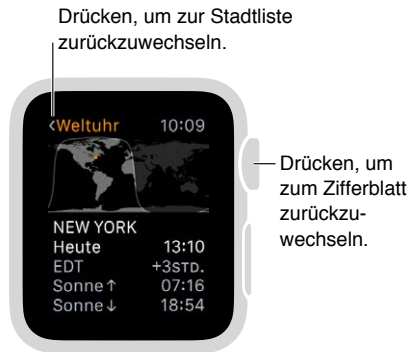 Drücken, um zur Stadtliste
zurückzuwechseln.
<Weltuhr 10:09
NEW YORK
Heute 13:10
EDT +3STD.
Sonne↑ 07:16
Sonne↓ 18:54
Drücken, um
zum Zifferblatt
zurückzu-
wechseln.